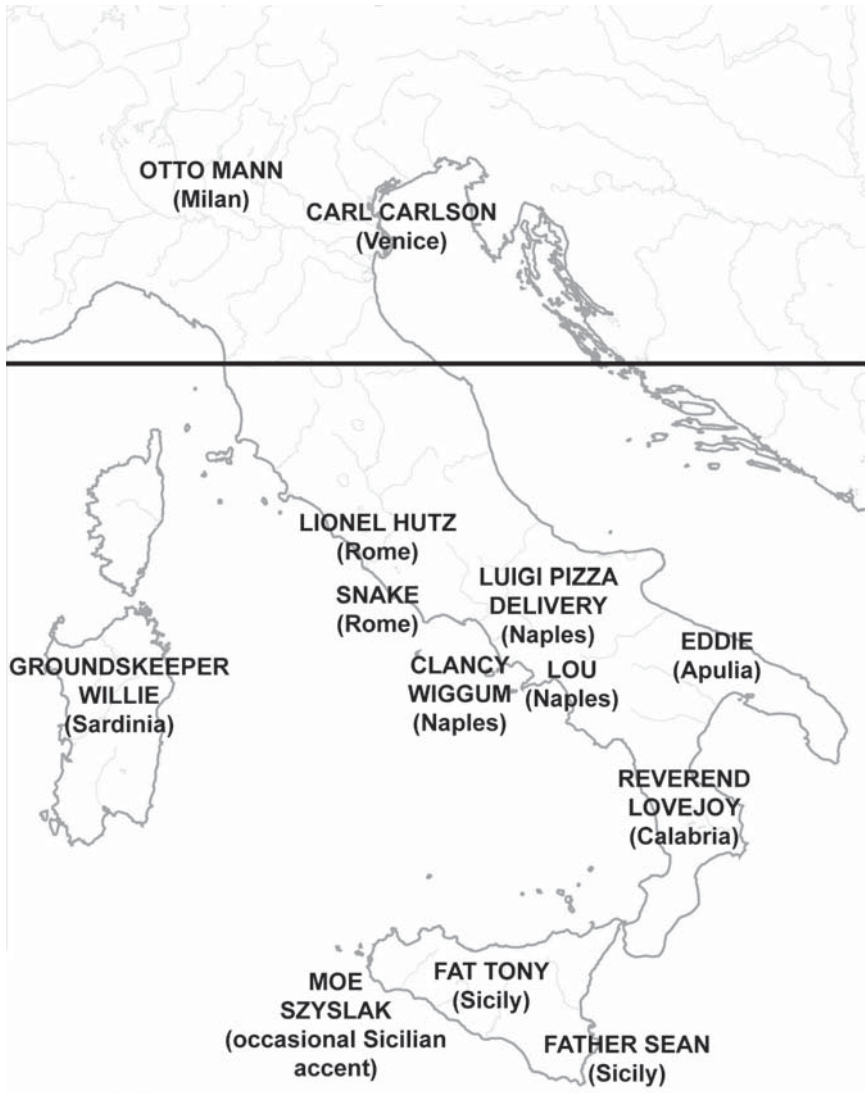 OTTO MANN
(Milan)
CARL CARLSON
(Venice)
LIONEL HUTZ
(Rome)
SNAKE
(Rome)
LUIGI PIZZA
DELIVERY
(Naples)
CLANCY
WIGGUM
(Naples)
LOU
(Naples)
EDDIE
(Apulia)
GROUNDSKEEPER
WILLIE
(Sardinia)
REVEREND
LOVEJOY
(Calabria)
MOE
SZYSLAK
(occasional Sicilian
accent)
FAT TONY
(Sicily)
FATHER SEAN
(Sicily)